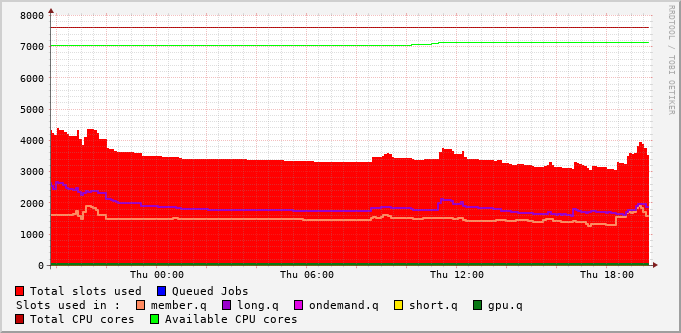 8000
7000
6000
5000
4000
3000
2000
1000
0
Thu 00:00 Thu 06:00 Thu 12:00 Thu 18:00
Total slots used Queued Jobs
Slots used in : member.q long.q ondemand.q short.q gpu.q
Total CPU cores Available CPU cores
RRDTOOL / TOBI OETIKER